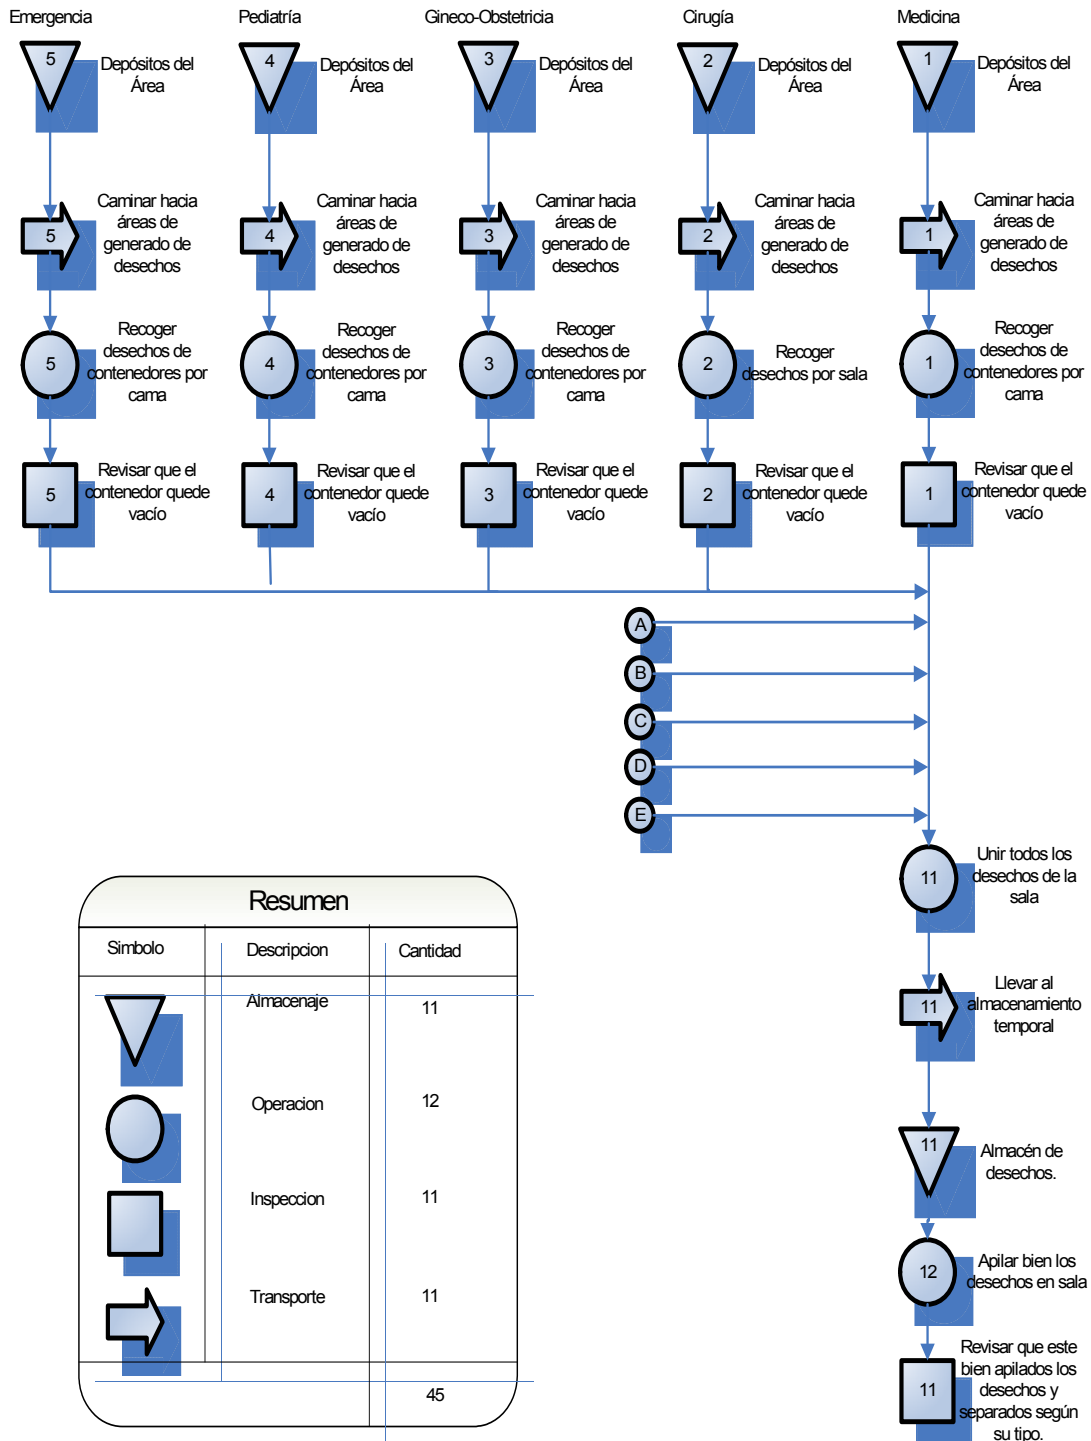 Emergencia
Pediatría
Gineco-Obstetricia
Cirugía
Medicina
5
Depósitos del
Área
4
Depósitos del
Área
3
Depósitos del
Área
2
Depósitos del
Área
1
Depósitos del
Área
5
Caminar hacia
áreas de
generado de
desechos
4
Caminar hacia
áreas de
generado de
desechos
3
Caminar hacia
áreas de
generado de
desechos
2
Caminar hacia
áreas de
generado de
desechos
1
Caminar hacia
áreas de
generado de
desechos
5
Recoger
desechos de
contenedores por
cama
4
Recoger
desechos de
contenedores por
cama
3
Recoger
desechos de
contenedores por
cama
2
Recoger
desechos por sala
1
Recoger
desechos de
contenedores por
cama
5
Revisar que el
contenedor quede
vacío
4
Revisar que el
contenedor quede
vacío
3
Revisar que el
contenedor quede
vacío
2
Revisar que el
contenedor quede
vacío
1
Revisar que el
contenedor quede
vacío
A
B
C
D
E
11
Unir todos los
desechos de la
sala
11
Llevar al
almacenamiento
temporal
11
Almacén de
desechos.
12
Apilar bien los
desechos en sala
11
Revisar que este
bien apilados los
desechos y
separados según
su tipo.
Resumen
Simbolo
Descripcion
Cantidad
Almacenaje
11
Operacion
12
Inspeccion
11
Transporte
11
45